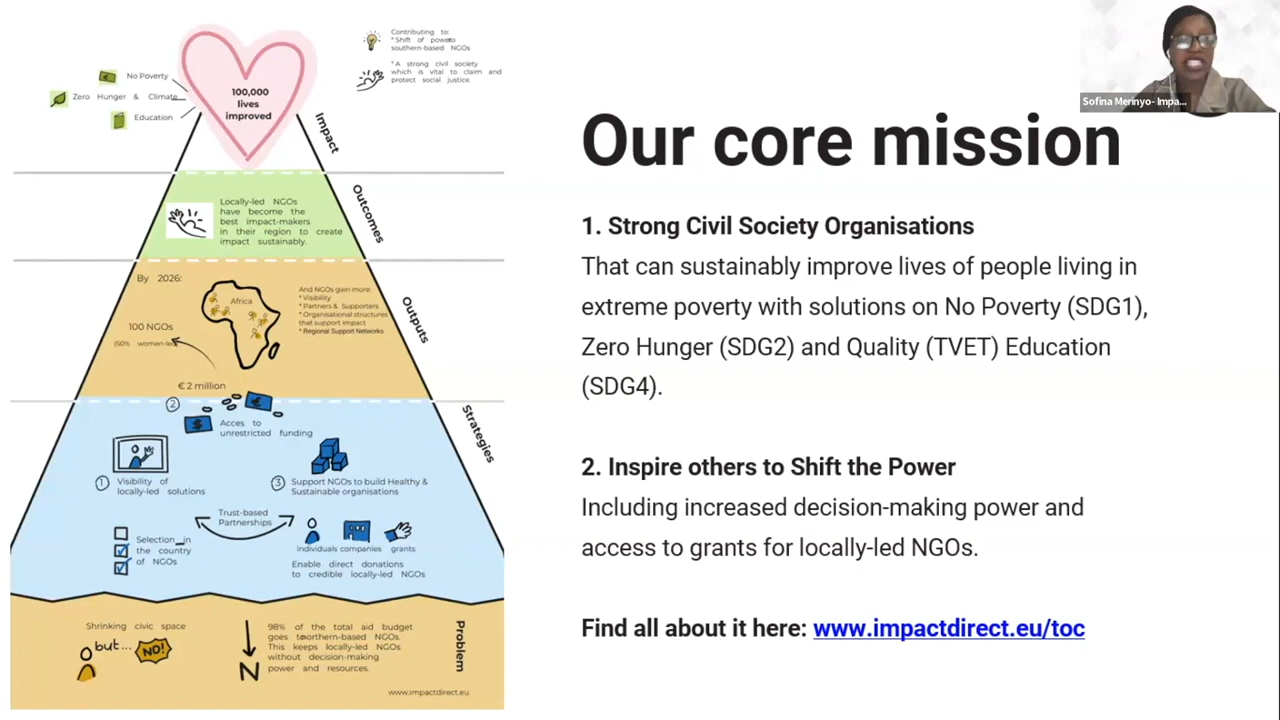 Contributing to:
* Shift of power to
southern-based NGOs
* A strong civil society
which is vital to claim and
protect social justice.
No Poverty
Zero Hunger & Climate
Education
100,000
lives
improved
Impact
Locally-led NGOs
have become the
best impact-makers
in their region to create
impact sustainably.
Outcomes
By 2026:
Africa
100 NGOs
(50% women-led)
And NGOs gain more:
* Visibility
* Partners & Supporters
* Organisational structures
that support impact
* Regional Support Networks
Outputs
€ 2 million
2
Acces to
unrestricted funding
Strategies
1 Visibility of
locally-led solutions
3 Support NGOs to build Healthy &
Sustainable organisations
Trust-based
Partnerships
Selection in
the country
of NGOs
individuals companies grants
Enable direct donations
to credible locally-led NGOs
Shrinking civic space
but... NO!
N
98% of the total aid budget
goes to northern-based NGOs.
This keeps locally-led NGOs
without decision-making
power and resources.
Problem
www.impactdirect.eu
Sofina Merinyo- Impa...
Our core mission
1. Strong Civil Society Organisations
That can sustainably improve lives of people living in
extreme poverty with solutions on No Poverty (SDG1),
Zero Hunger (SDG2) and Quality (TVET) Education
(SDG4).
2. Inspire others to Shift the Power
Including increased decision-making power and
access to grants for locally-led NGOs.
Find all about it here: www.impactdirect.eu/toc